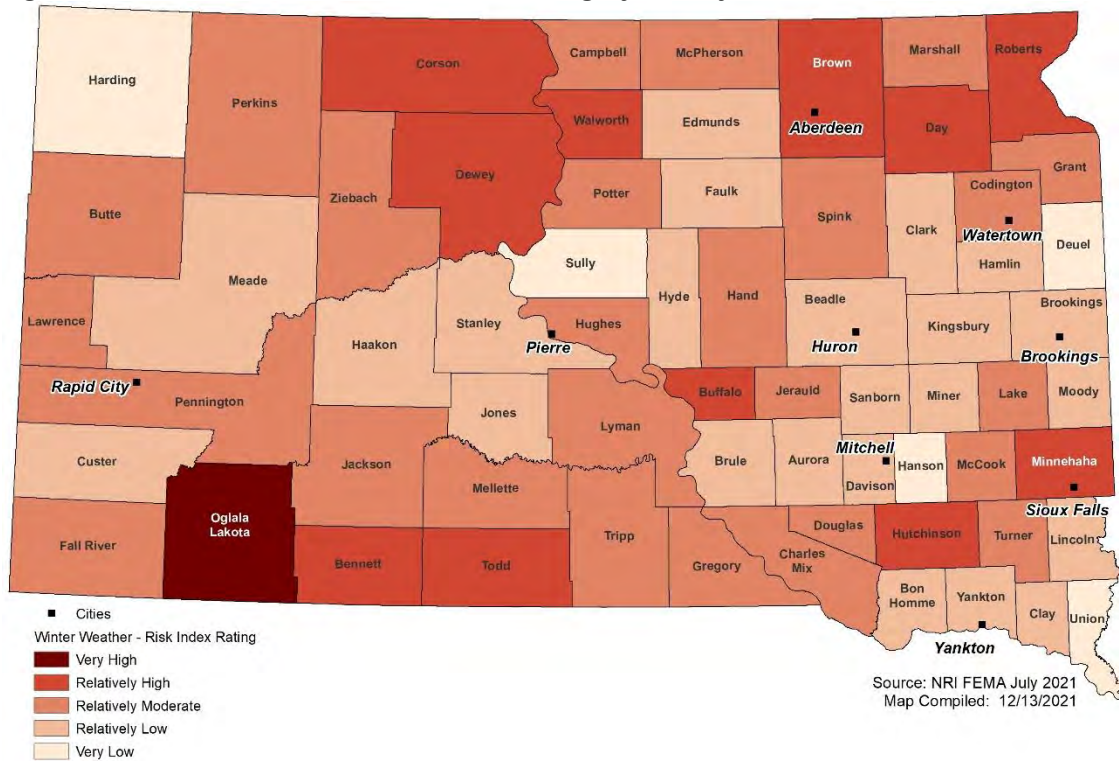 Harding
Perkins
Corson
Campbell
McPherson
Brown
Marshall
Roberts
Aberdeen
Walworth
Edmunds
Day
Butte
Ziebach
Dewey
Potter
Faulk
Spink
Clark
Codington
Grant
Watertown
Hamlin
Deuel
Meade
Sully
Lawrence
Haakon
Stanley
Hughes
Hyde
Hand
Beadle
Kingsbury
Brookings
Pierre
Huron
Brookings
Rapid City
Pennington
Jones
Lyman
Buffalo
Jerauld
Sanborn
Miner
Lake
Moody
Custer
Jackson
Mellette
Brule
Aurora
Mitchell
Davison
Hanson
McCook
Minnehaha
Sioux Falls
Fall River
Oglala
Lakota
Bennett
Todd
Tripp
Gregory
Charles
Mix
Douglas
Hutchinson
Turner
Lincoln
Bon
Homme
Yankton
Clay
Union
Yankton
Cities
Winter Weather - Risk Index Rating
Very High
Relatively High
Relatively Moderate
Relatively Low
Very Low
Source: NRI FEMA July 2021
Map Compiled: 12/13/2021